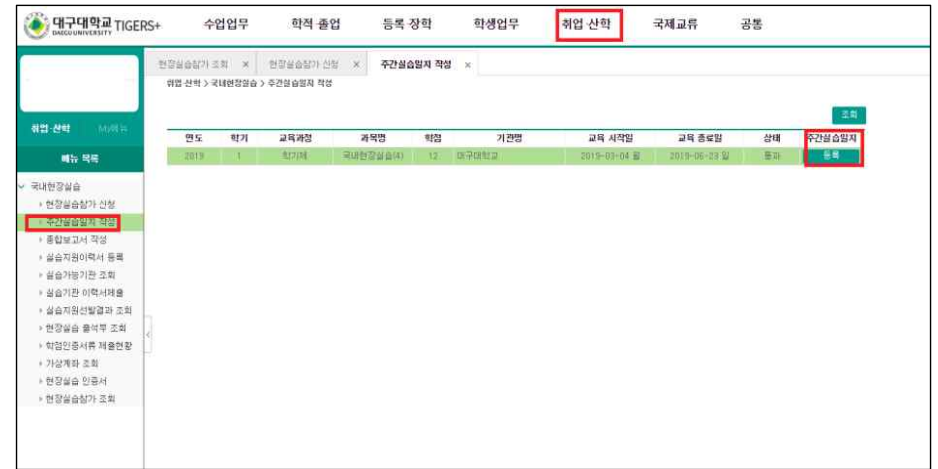 대구대학교 TIGERS+
DAEGU UNIVERSITY
수업업무 학적·졸업 등록·장학 학생업무 취업·산학 국제교류 공통
현장실습참가 조회 × 현장실습참가 신청 × 주간실습일지 작성 ×
취업·산학 > 국내현장실습 > 주간실습일지 작성
조회
취업·산학 My메뉴
메뉴 목록
국내현장실습
현장실습참가 신청
주간실습일지 작성
종합보고서 작성
실습지원이력서 등록
실습가능기관 조회
실습기관 이력서제출
실습지원선발결과 조회
현장실습 출석부 조회
학점인증서류 제출현황
가상계좌 조회
현장실습 인증서
현장실습참가 조회
연도 학기 교육과정 과목명 학점 기관명 교육 시작일 교육 종료일 상태 주간실습일지
2019 1 학기제 국내현장실습(4) 12 대구대학교 2019-03-04 월 2019-06-23 일 통과 등록